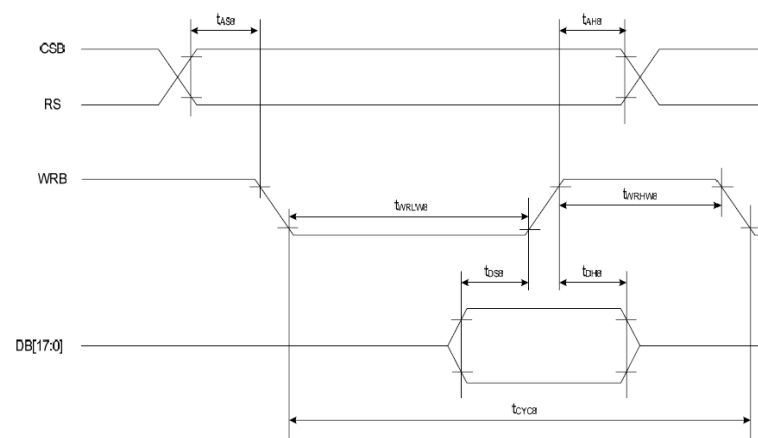 tAS8 tAH8
CSB
RS
WRB
tWRLW8 tWRHW8
tDS8 tDH8
DB[17:0]
tCYC8